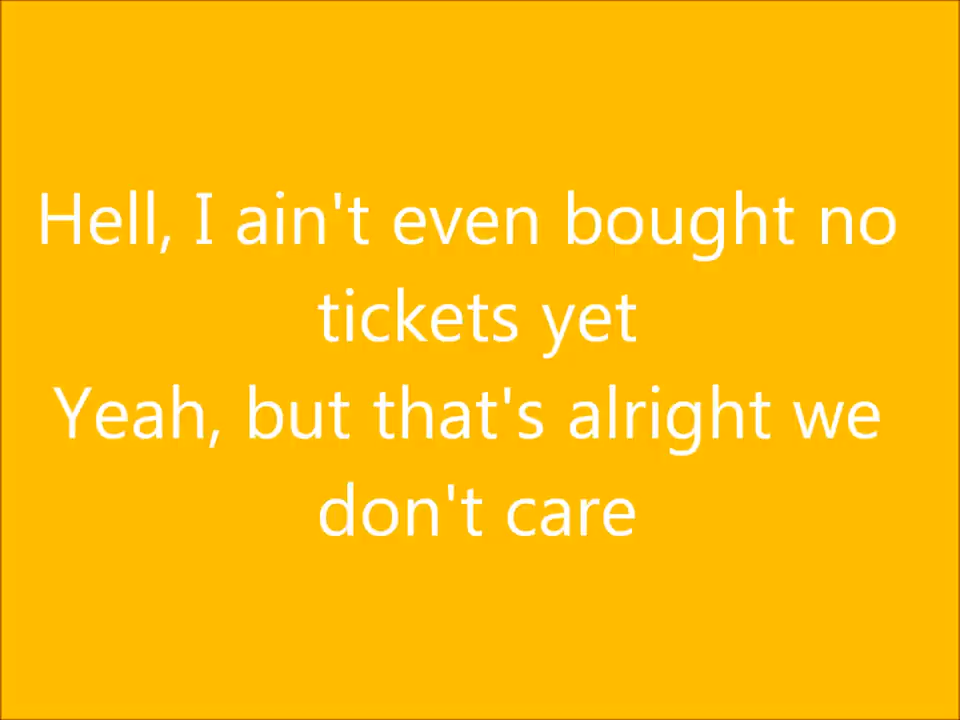 Hell, I ain't even bought no
tickets yet
Yeah, but that's alright we
don't care